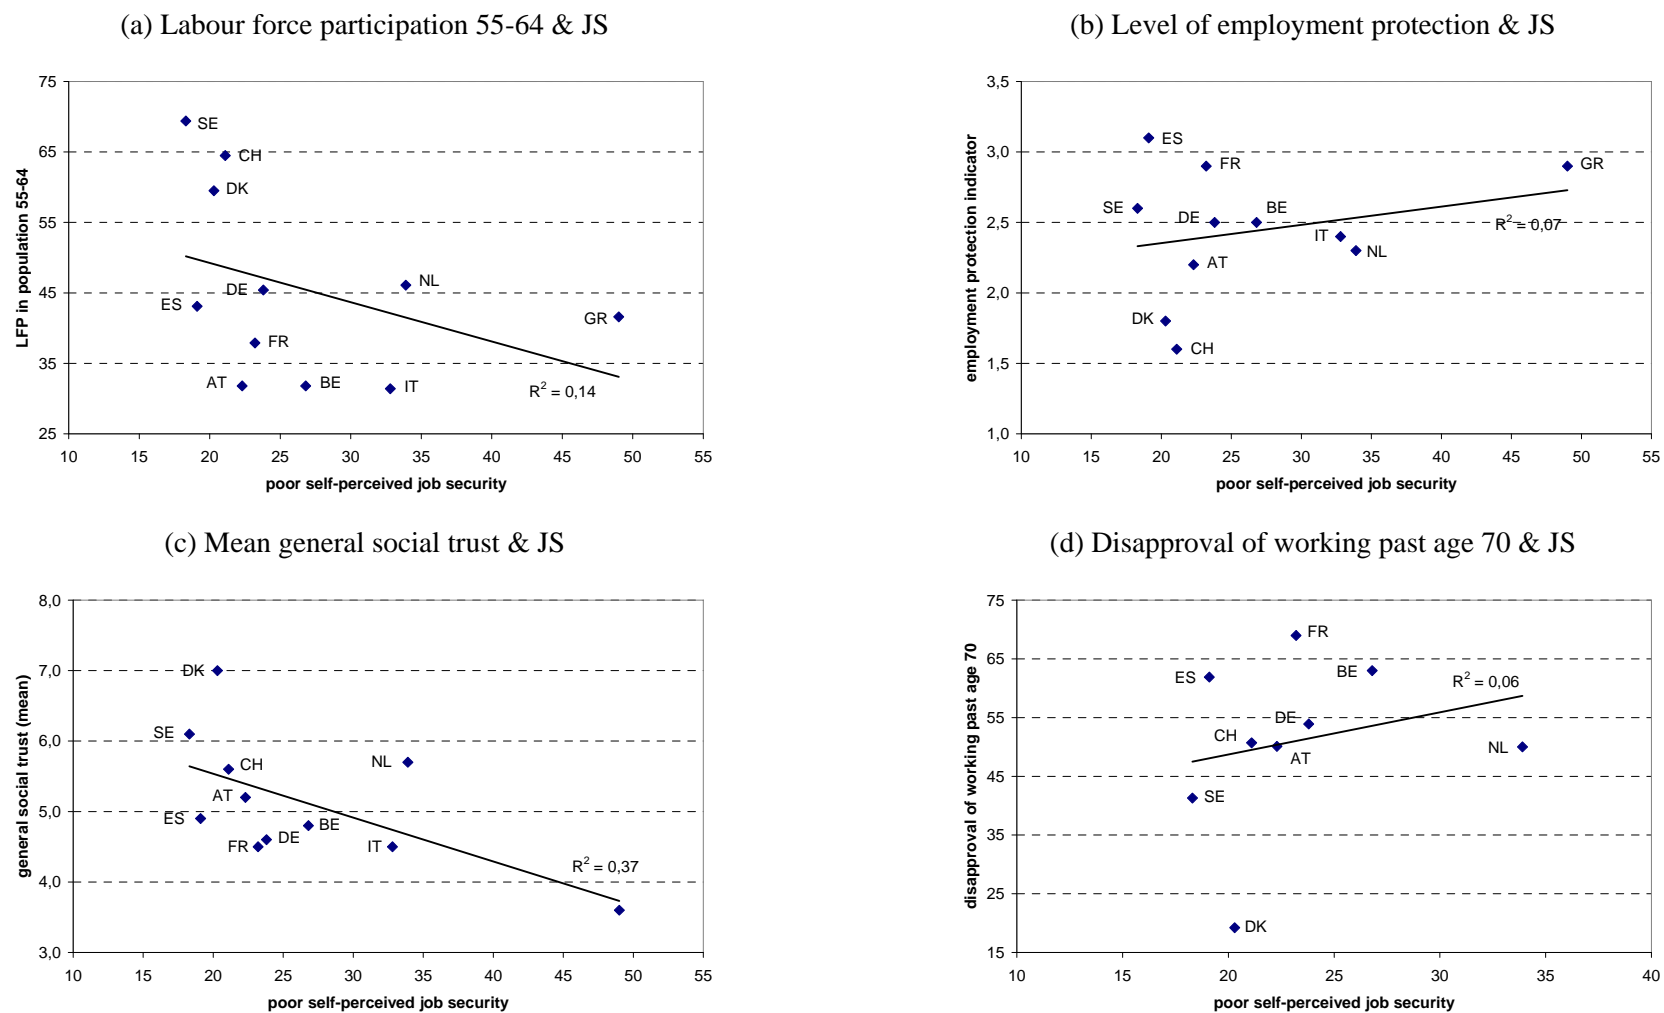 (a) Labour force participation 55-64 & JS
75
65
55
45
35
25
LFP in population 55-64
SE
CH
DK
DE
NL
ES
GR
FR
AT
BE
IT
R² = 0,14
10 15 20 25 30 35 40 45 50 55
poor self-perceived job security
(b) Level of employment protection & JS
3,5
3,0
2,5
2,0
1,5
1,0
employment protection indicator
ES
FR
GR
SE
DE
BE
R² = 0,07
IT
NL
AT
DK
CH
10 15 20 25 30 35 40 45 50 55
poor self-perceived job security
(c) Mean general social trust & JS
8,0
7,0
6,0
5,0
4,0
3,0
general social trust (mean)
DK
SE
CH
NL
AT
ES
BE
DE
FR
IT
R² = 0,37
10 15 20 25 30 35 40 45 50 55
poor self-perceived job security
(d) Disapproval of working past age 70 & JS
75
65
55
45
35
25
15
disapproval of working past age 70
FR
ES
BE
R² = 0,06
DE
CH
NL
AT
SE
DK
10 15 20 25 30 35 40
poor self-perceived job security